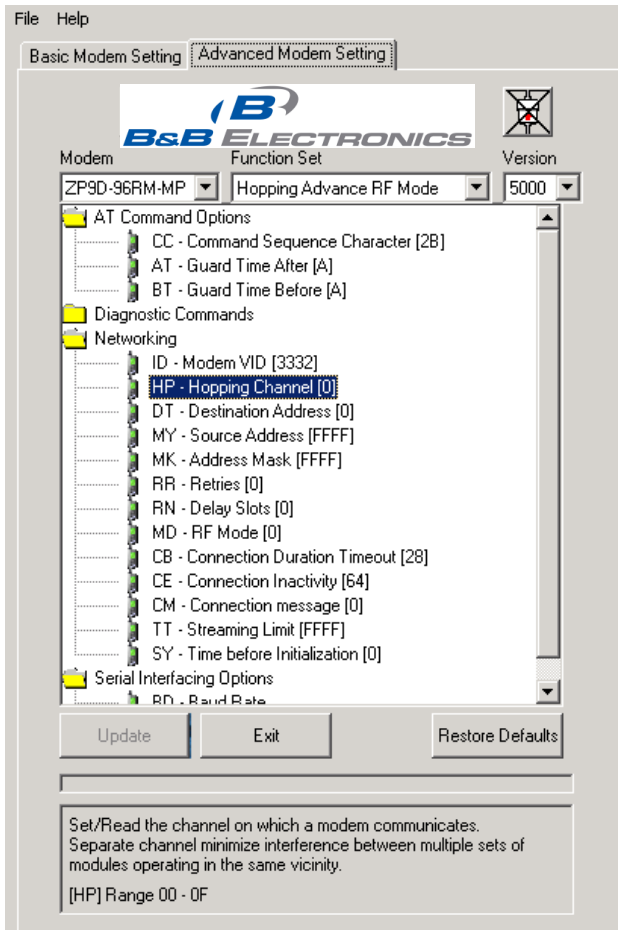 File Help
Basic Modem Setting Advanced Modem Setting
B
B&B ELECTRONICS
Modem Function Set Version
ZP9D-96RM-MP Hopping Advance RF Mode 5000
AT Command Options
CC - Command Sequence Character [2B]
AT - Guard Time After [A]
BT - Guard Time Before [A]
Diagnostic Commands
Networking
ID - Modem VID [3332]
HP - Hopping Channel [0]
DT - Destination Address [0]
MY - Source Address [FFFF]
MK - Address Mask [FFFF]
RR - Retries [0]
RN - Delay Slots [0]
MD - RF Mode [0]
CB - Connection Duration Timeout [28]
CE - Connection Inactivity [64]
CM - Connection message [0]
TT - Streaming Limit [FFFF]
SY - Time before Initialization [0]
Serial Interfacing Options
BD - Baud Rate
Update Exit Restore Defaults
Set/Read the channel on which a modem communicates.
Separate channel minimize interference between multiple sets of
modules operating in the same vicinity.
[HP] Range 00 - 0F